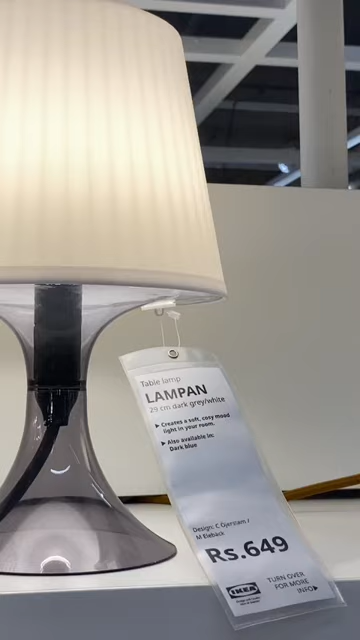 Table lamp
LAMPAN
29 cm dark grey/white
▶ Creates a soft, cosy mood
light in your room.
▶ Also available in:
Dark blue
Design: C Öjerstam /
M Elebäck
Rs.649
IKEA
TURN OVER
FOR MORE
INFO▶